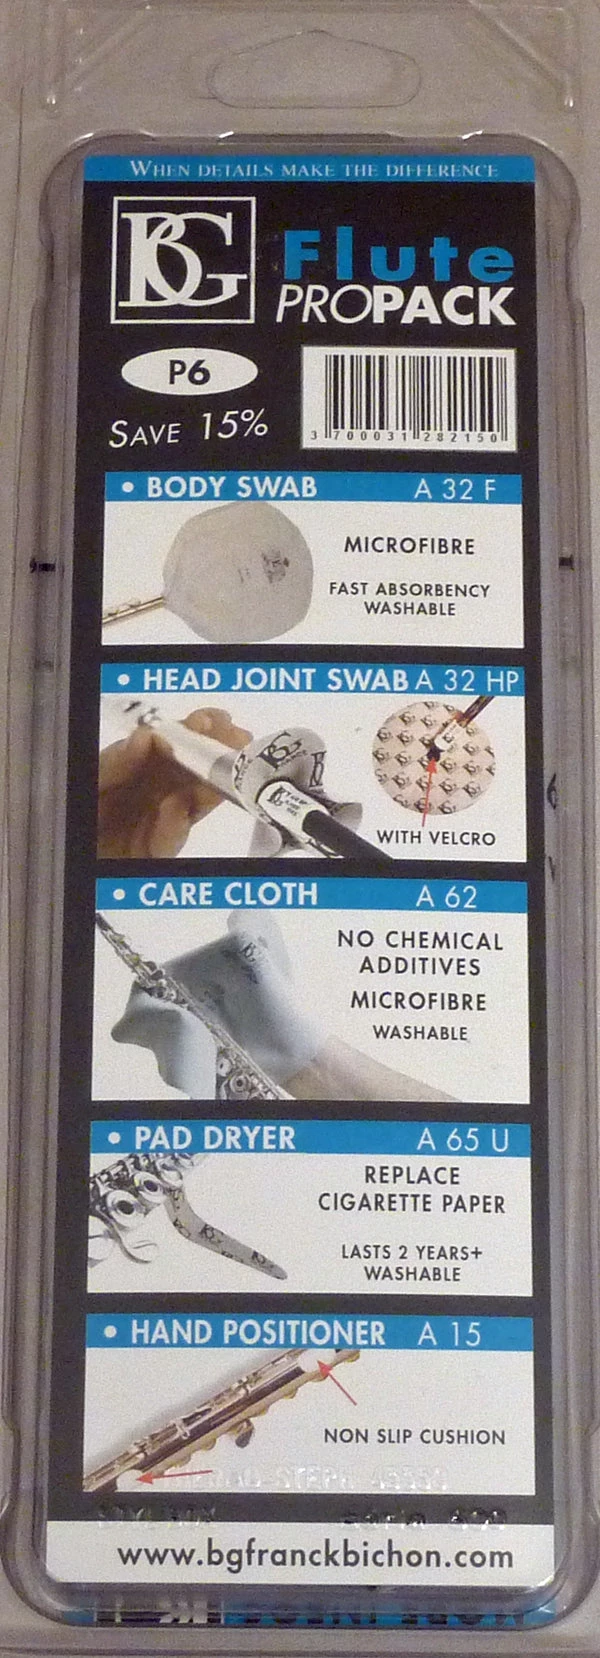 WHEN DETAILS MAKE THE DIFFERENCE
BG
Flute
PROPACK
P6
SAVE 15%
3 700031 282150
• BODY SWAB A 32 F
MICROFIBRE
FAST ABSORBENCY
WASHABLE
• HEAD JOINT SWAB A 32 HP
BG
WITH VELCRO
• CARE CLOTH A 62
NO CHEMICAL
ADDITIVES
MICROFIBRE
WASHABLE
• PAD DRYER A 65 U
REPLACE
CIGARETTE PAPER
LASTS 2 YEARS+
WASHABLE
• HAND POSITIONER A 15
NON SLIP CUSHION
www.bgfranckbichon.com